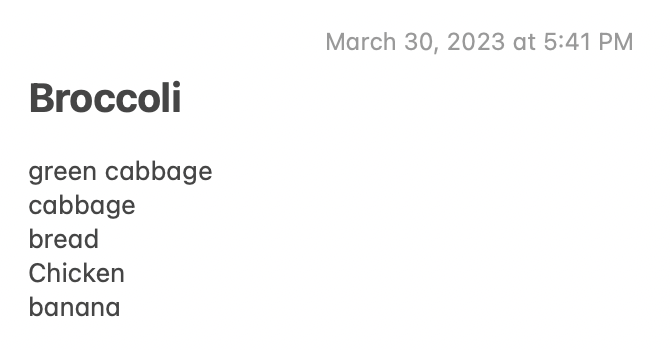 March 30, 2023 at 5:41 PM
Broccoli
green cabbage
cabbage
bread
Chicken
banana